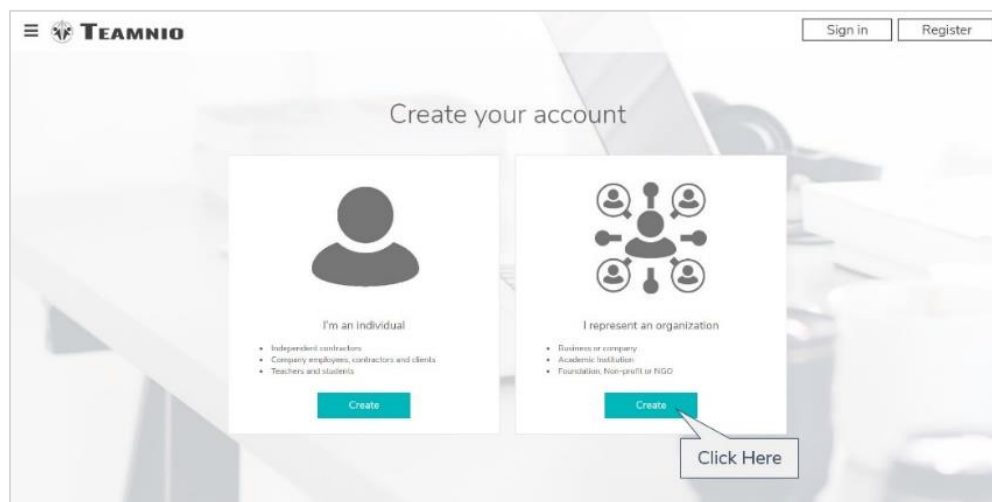 TEAMNIO
Sign in
Register
Create your account
I'm an individual
• Independent contractors
• Company employees, contractors and clients
• Teachers and students
Create
I represent an organization
• Business or company
• Academic Institution
• Foundation, Non-profit or NGO
Create
Click Here